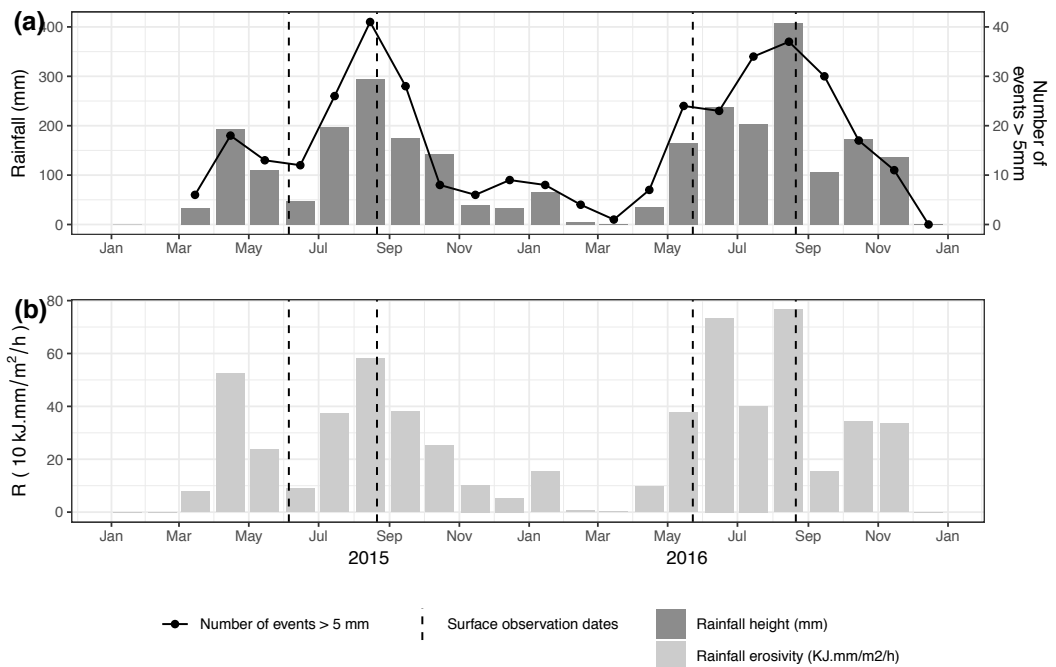 (a)
400
300
200
100
0
Rainfall (mm)
40
30
20
10
0
Number of
events > 5mm
Jan Mar May Jul Sep Nov Jan Mar May Jul Sep Nov Jan
(b)
80
60
40
20
0
R ( 10 kJ.mm/m²/h )
Jan Mar May Jul Sep Nov Jan Mar May Jul Sep Nov Jan
2015 2016
Number of events > 5 mm
Surface observation dates
Rainfall height (mm)
Rainfall erosivity (KJ.mm/m2/h)